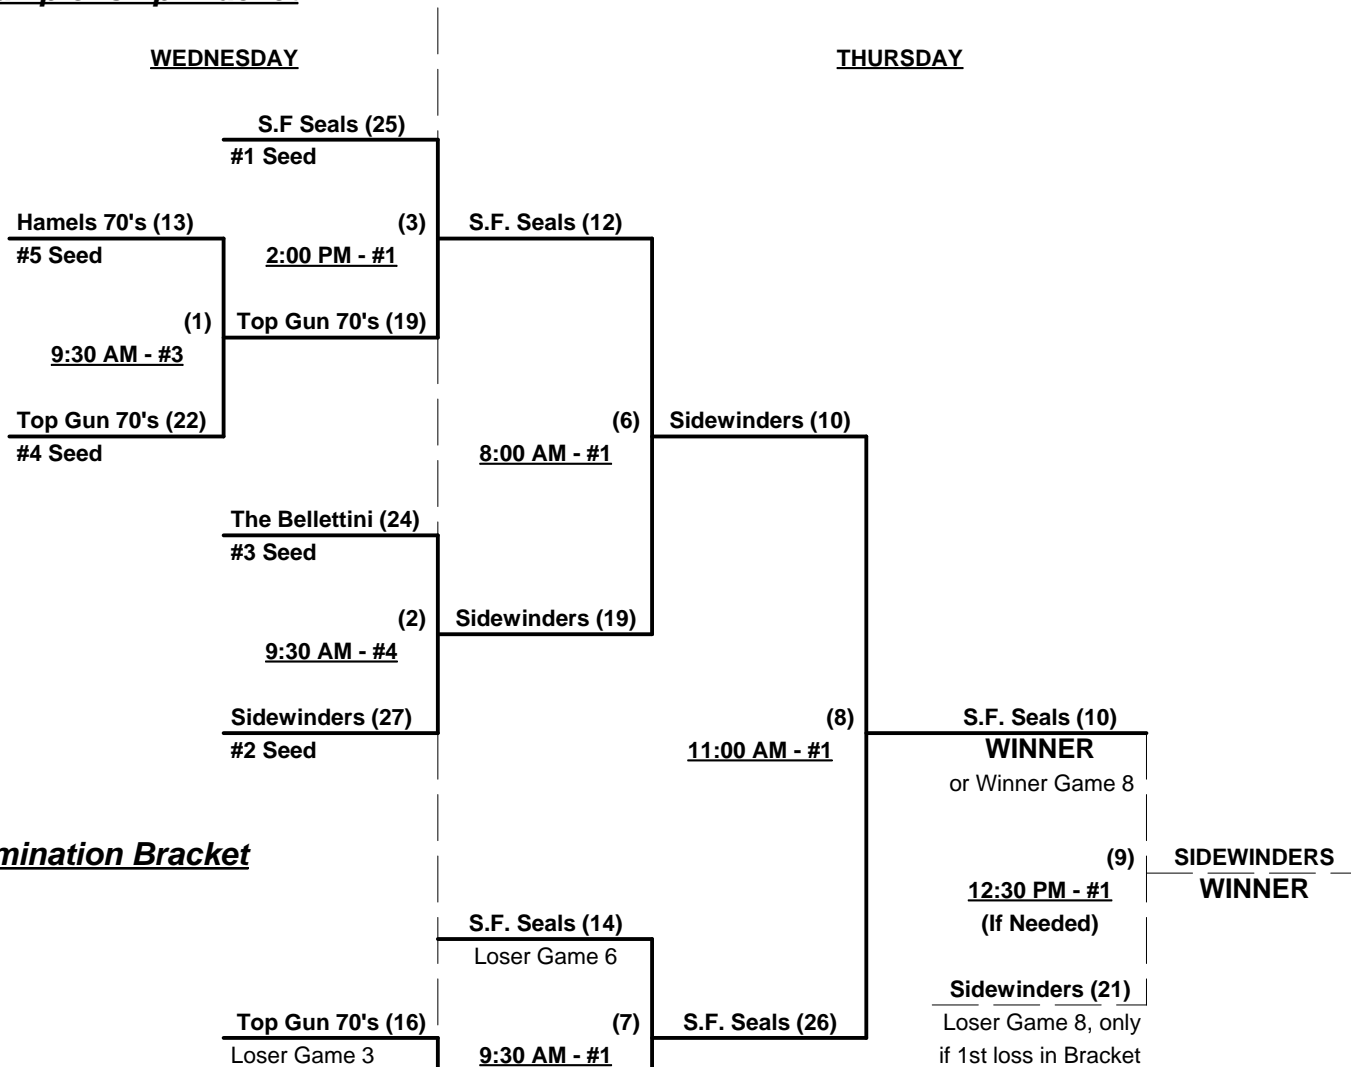 WEDNESDAY
THURSDAY
S.F Seals (25)
#1 Seed
Hamels 70's (13)
(3)
S.F. Seals (12)
#5 Seed
2:00 PM - #1
(1)
Top Gun 70's (19)
9:30 AM - #3
Top Gun 70's (22)
(6)
Sidewinders (10)
#4 Seed
8:00 AM - #1
The Bellettini (24)
#3 Seed
(2)
Sidewinders (19)
9:30 AM - #4
Sidewinders (27)
(8)
S.F. Seals (10)
#2 Seed
11:00 AM - #1
WINNER
or Winner Game 8
mination Bracket
(9)
SIDEWINDERS
12:30 PM - #1
WINNER
(If Needed)
S.F. Seals (14)
Loser Game 6
Sidewinders (21)
Top Gun 70's (16)
(7)
S.F. Seals (26)
Loser Game 8, only
Loser Game 3
9:30 AM - #1
if 1st loss in Bracket